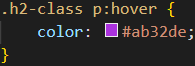 .h2-class p:hover {
    color: #ab32de;
}